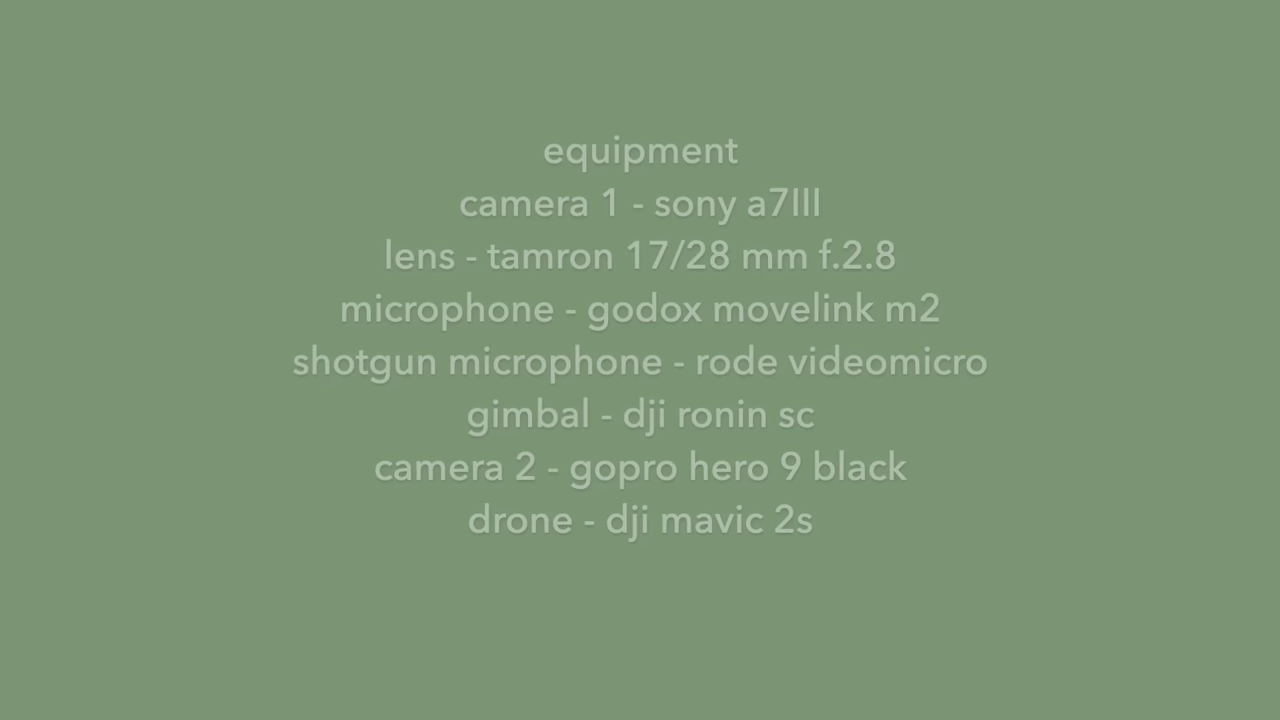 equipment
camera 1 - sony a7III
lens - tamron 17/28 mm f.2.8
microphone - godox movelink m2
shotgun microphone - rode videomicro
gimbal - dji ronin sc
camera 2 - gopro hero 9 black
drone - dji mavic 2s